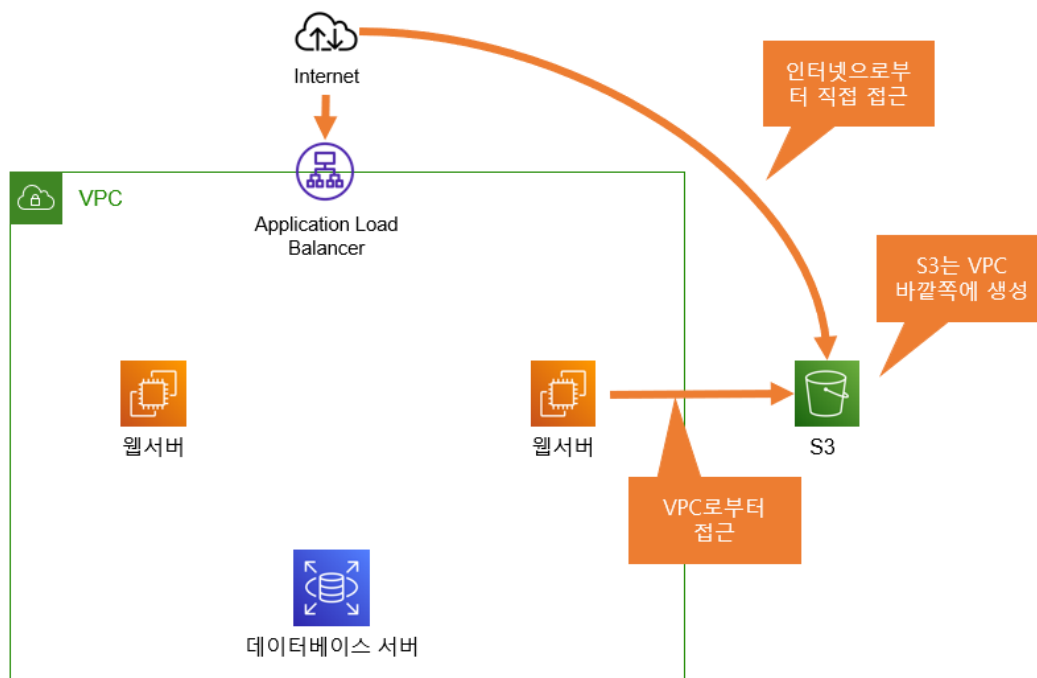 Internet
인터넷으로부
터 직접 접근
VPC
Application Load
Balancer
S3는 VPC
바깥쪽에 생성
웹서버
웹서버
S3
VPC로부터
접근
데이터베이스 서버